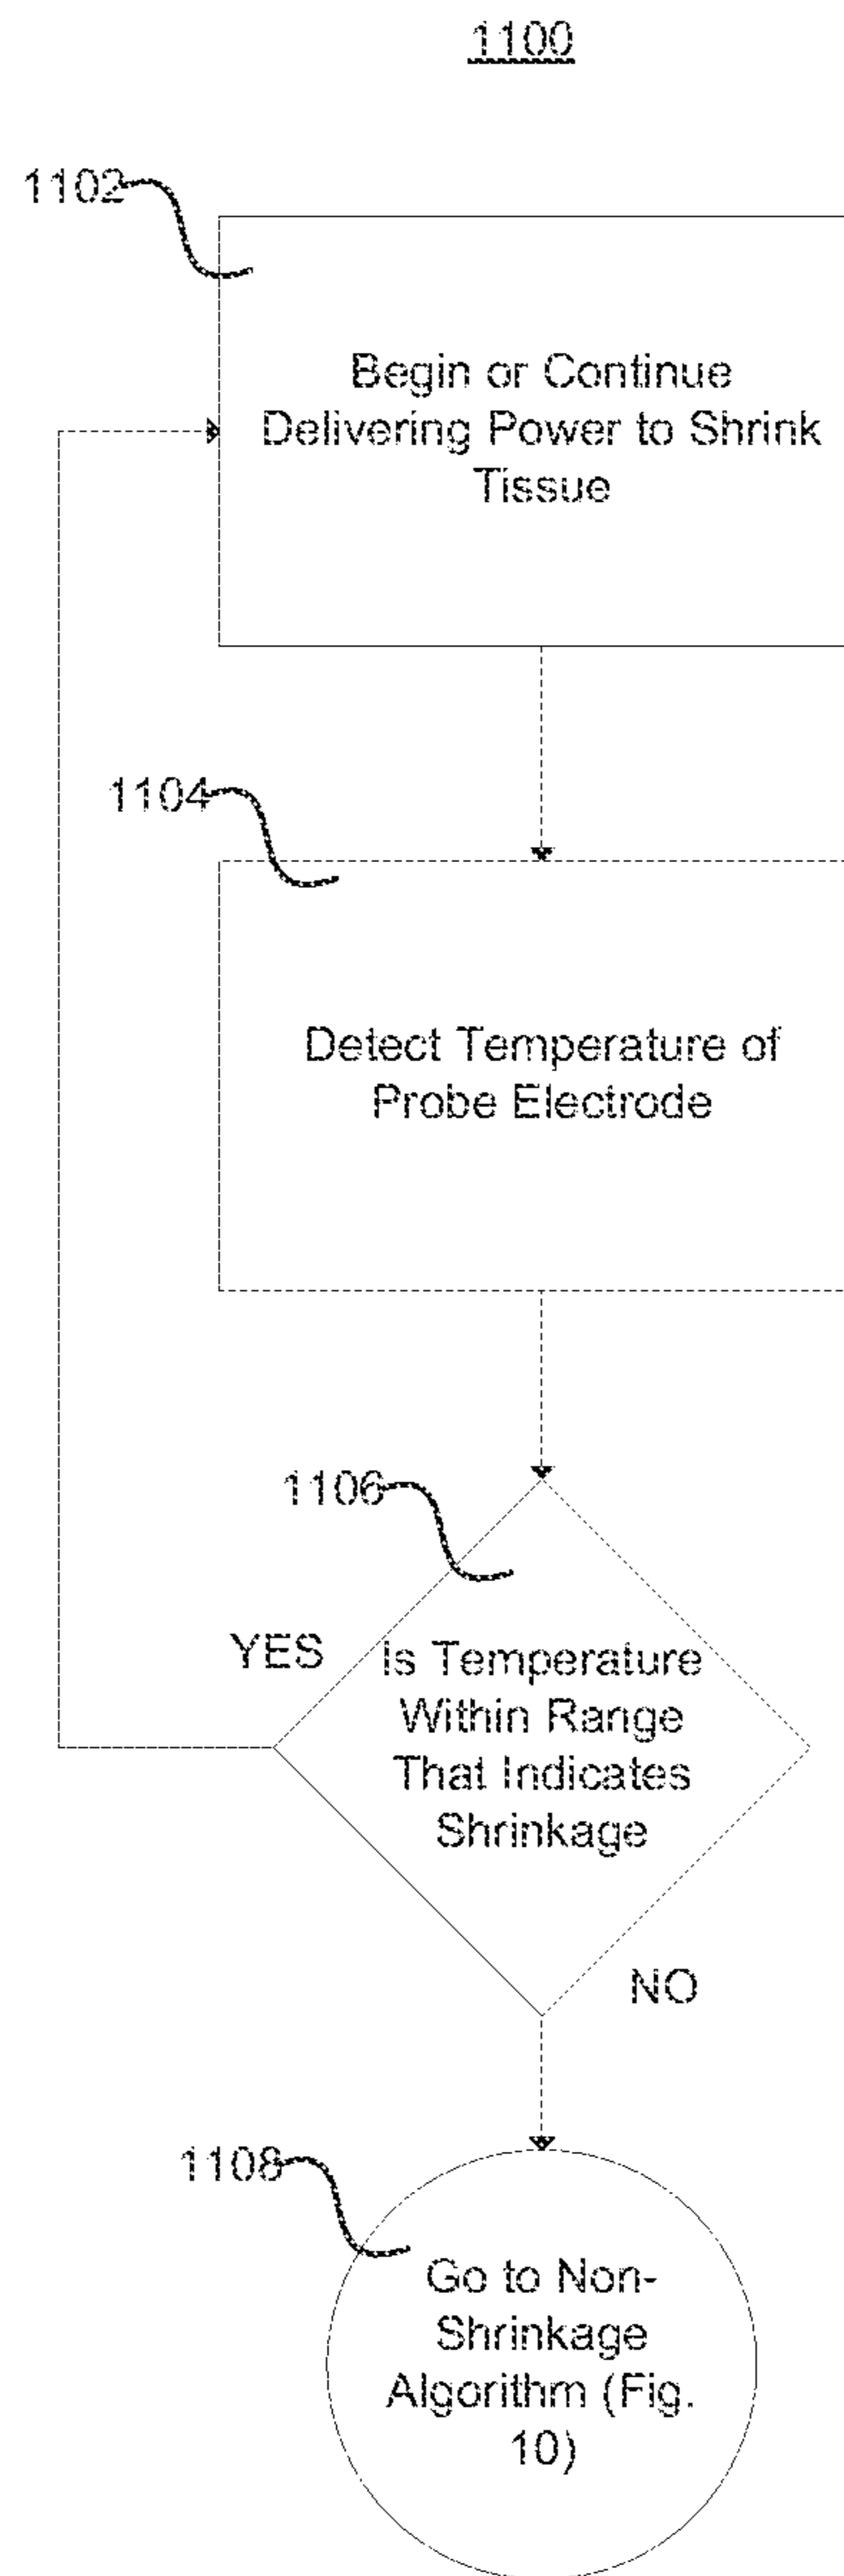 1100
1102
Begin or Continue
Delivering Power to Shrink
Tissue
1104
Detect Temperature of
Probe Electrode
1106
YES
Is Temperature
Within Range
That Indicates
Shrinkage
NO
1108
Go to Non-
Shrinkage
Algorithm (Fig.
10)